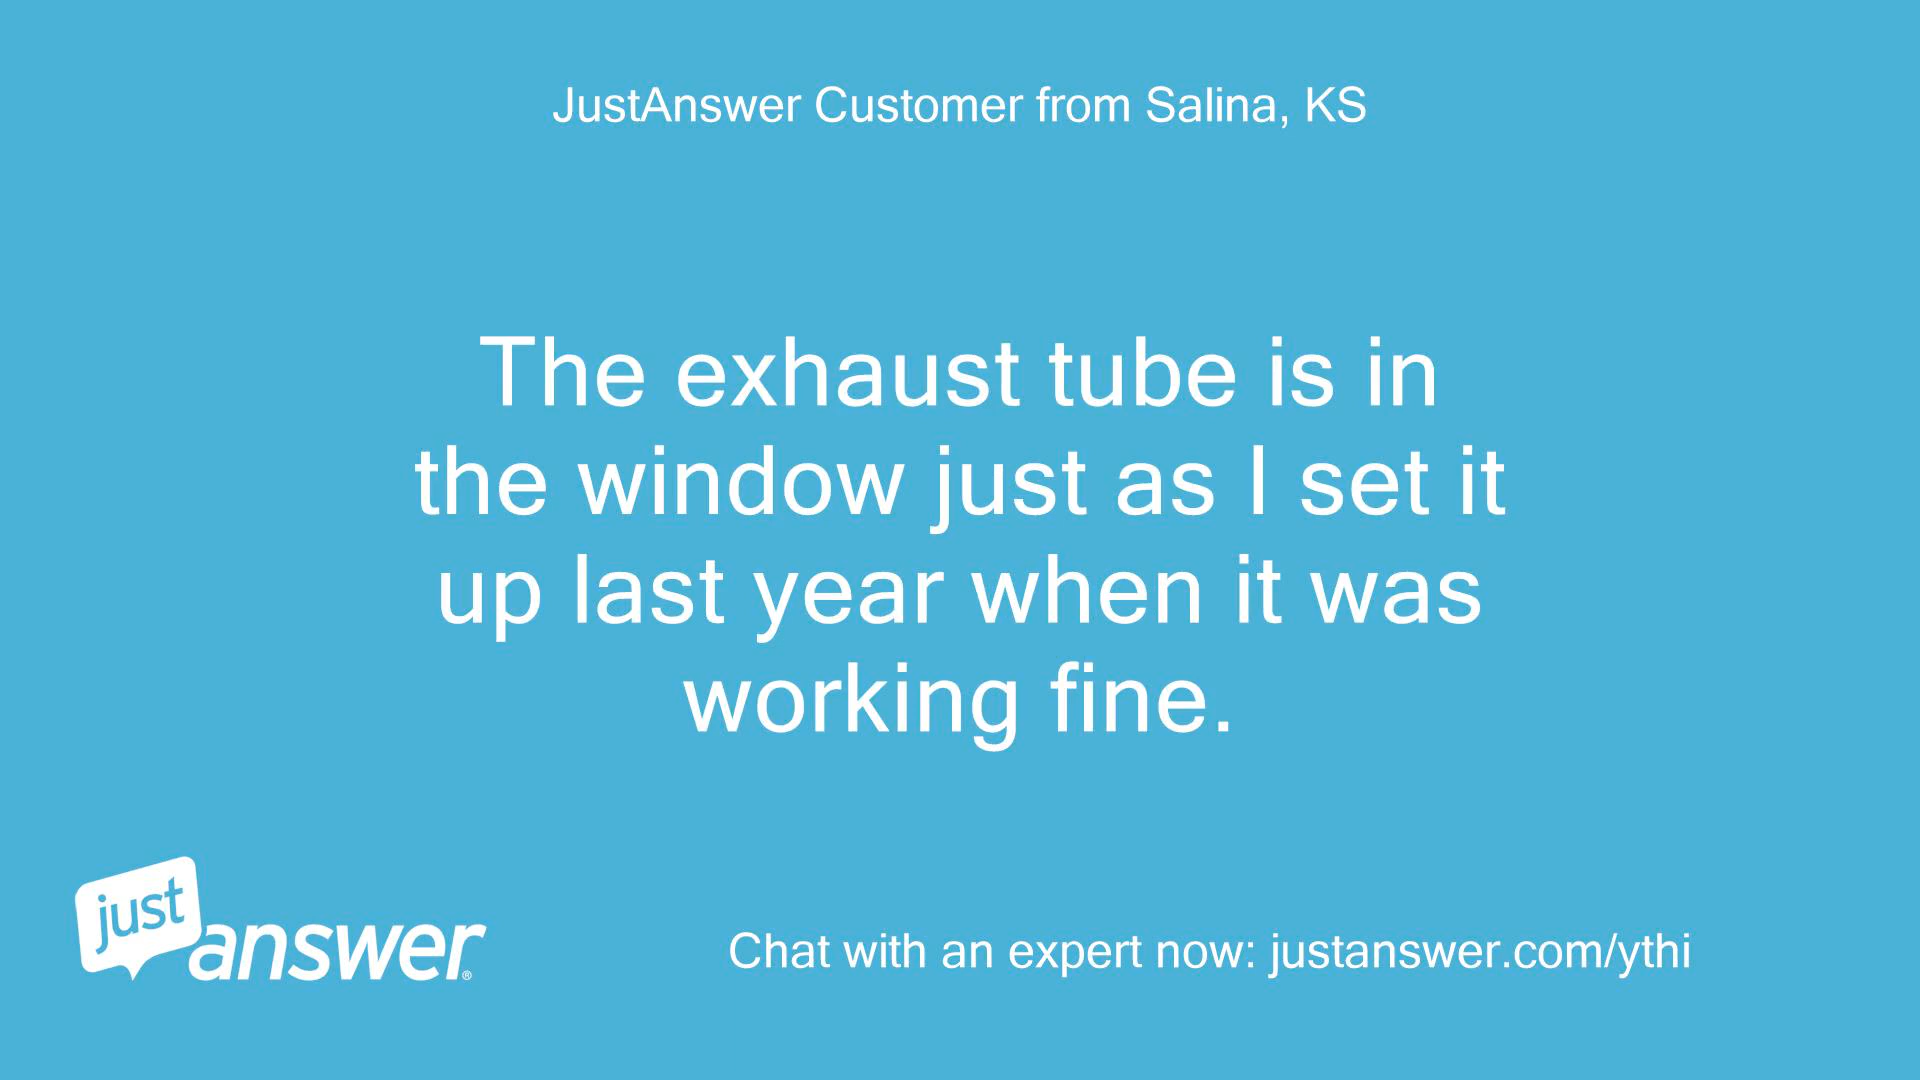 JustAnswer Customer from Salina, KS
The exhaust tube is in
the window just as I set it
up last year when it was
working fine.
just
answer®
Chat with an expert now: justanswer.com/ythi